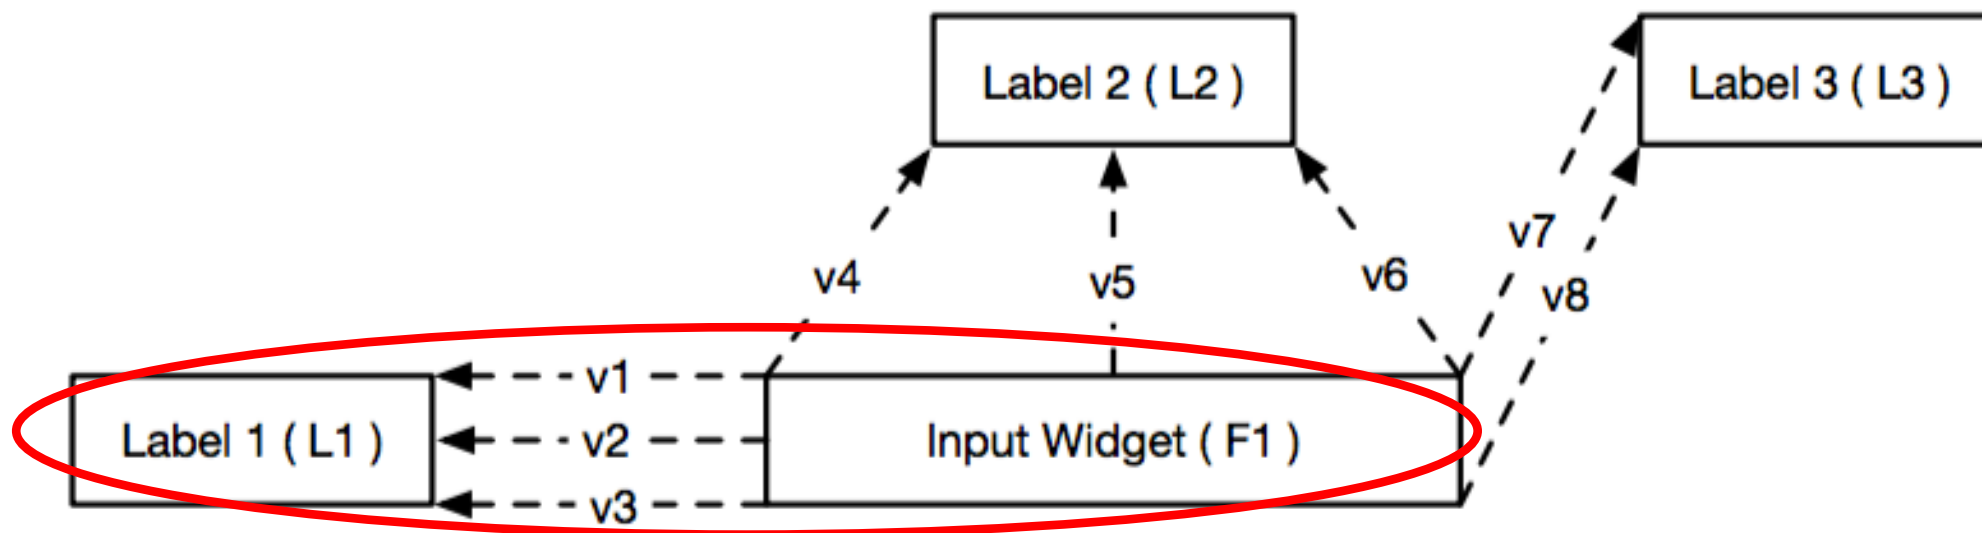 Label 2 ( L2 )
Label 3 ( L3 )
v7
v4
v5
v6
v8
v1
Label 1 ( L1 )
v2
Input Widget ( F1 )
v3